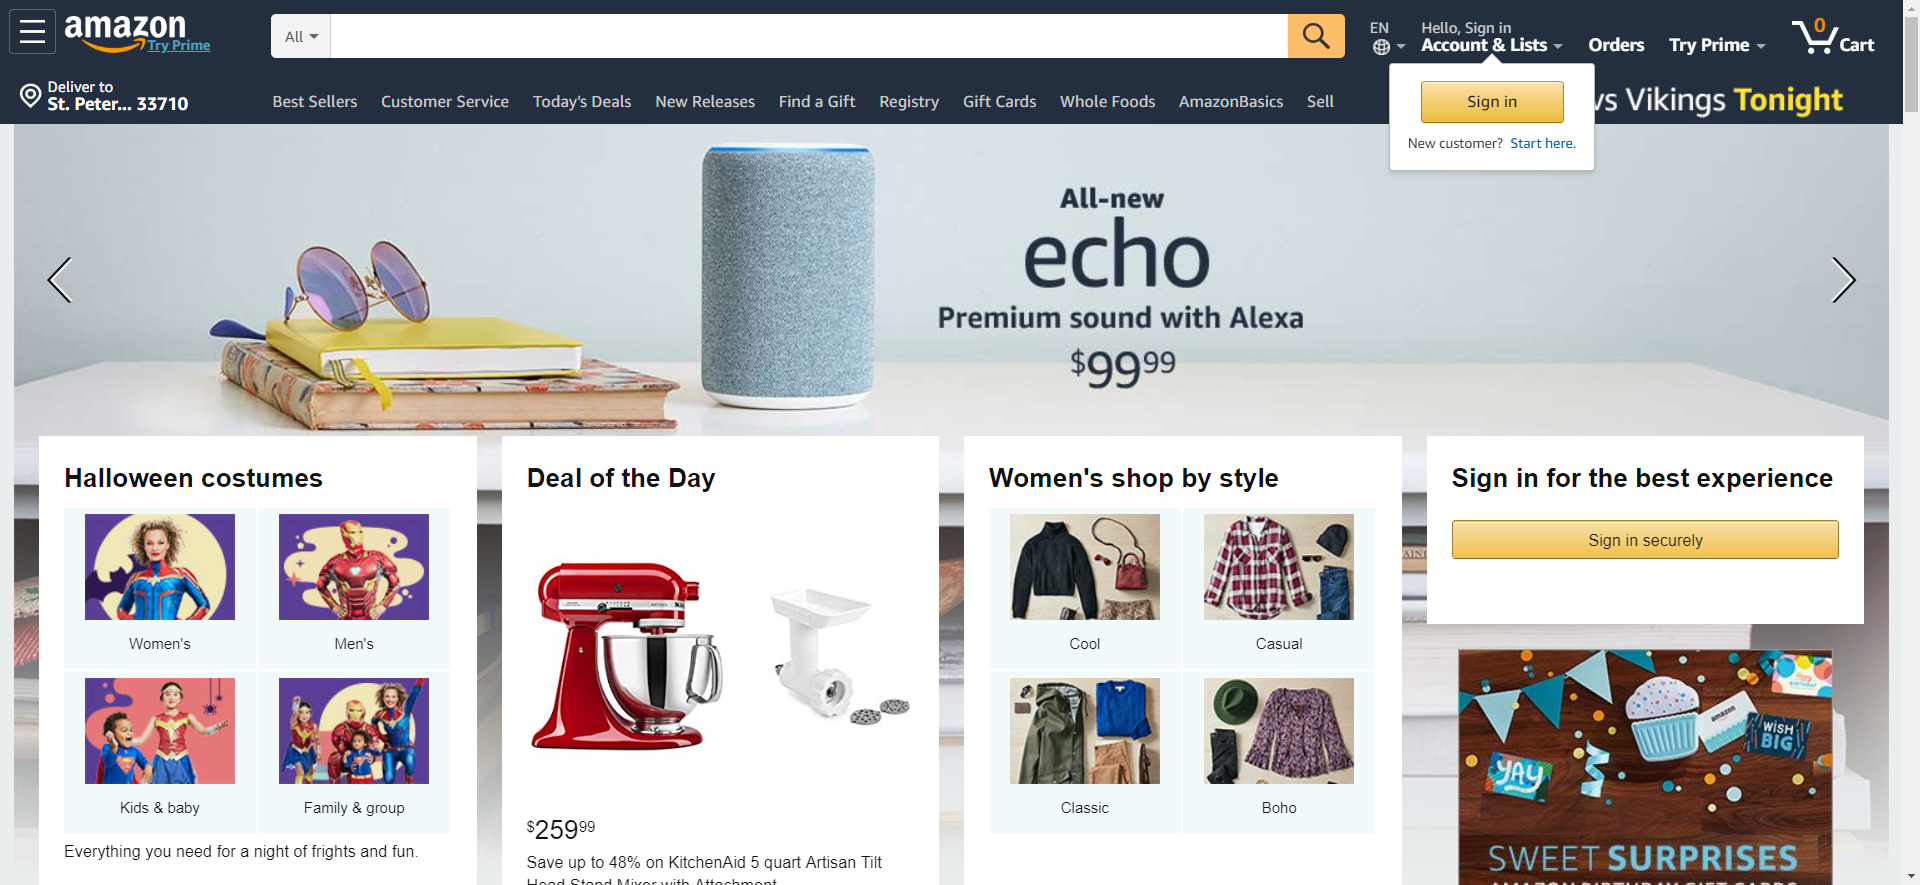 amazon
Try Prime
All
EN
Hello, Sign in
Account & Lists
Orders
Try Prime
0
Cart
Deliver to
St. Peter... 33710
Best Sellers
Customer Service
Today's Deals
New Releases
Find a Gift
Registry
Gift Cards
Whole Foods
AmazonBasics
Sell
vs Vikings Tonight
Sign in
New customer? Start here.
All-new
echo
Premium sound with Alexa
$99.99
Halloween costumes
Women's
Men's
Kids & baby
Family & group
Everything you need for a night of frights and fun.
Deal of the Day
$259.99
Save up to 48% on KitchenAid 5 quart Artisan Tilt
Head Stand Mixer with Attachment
Women's shop by style
Cool
Casual
Classic
Boho
Sign in for the best experience
Sign in securely
amazon
WISH
BIG
YAY
SWEET SURPRISES
AMAZON BIRTHDAY GIFT CARDS